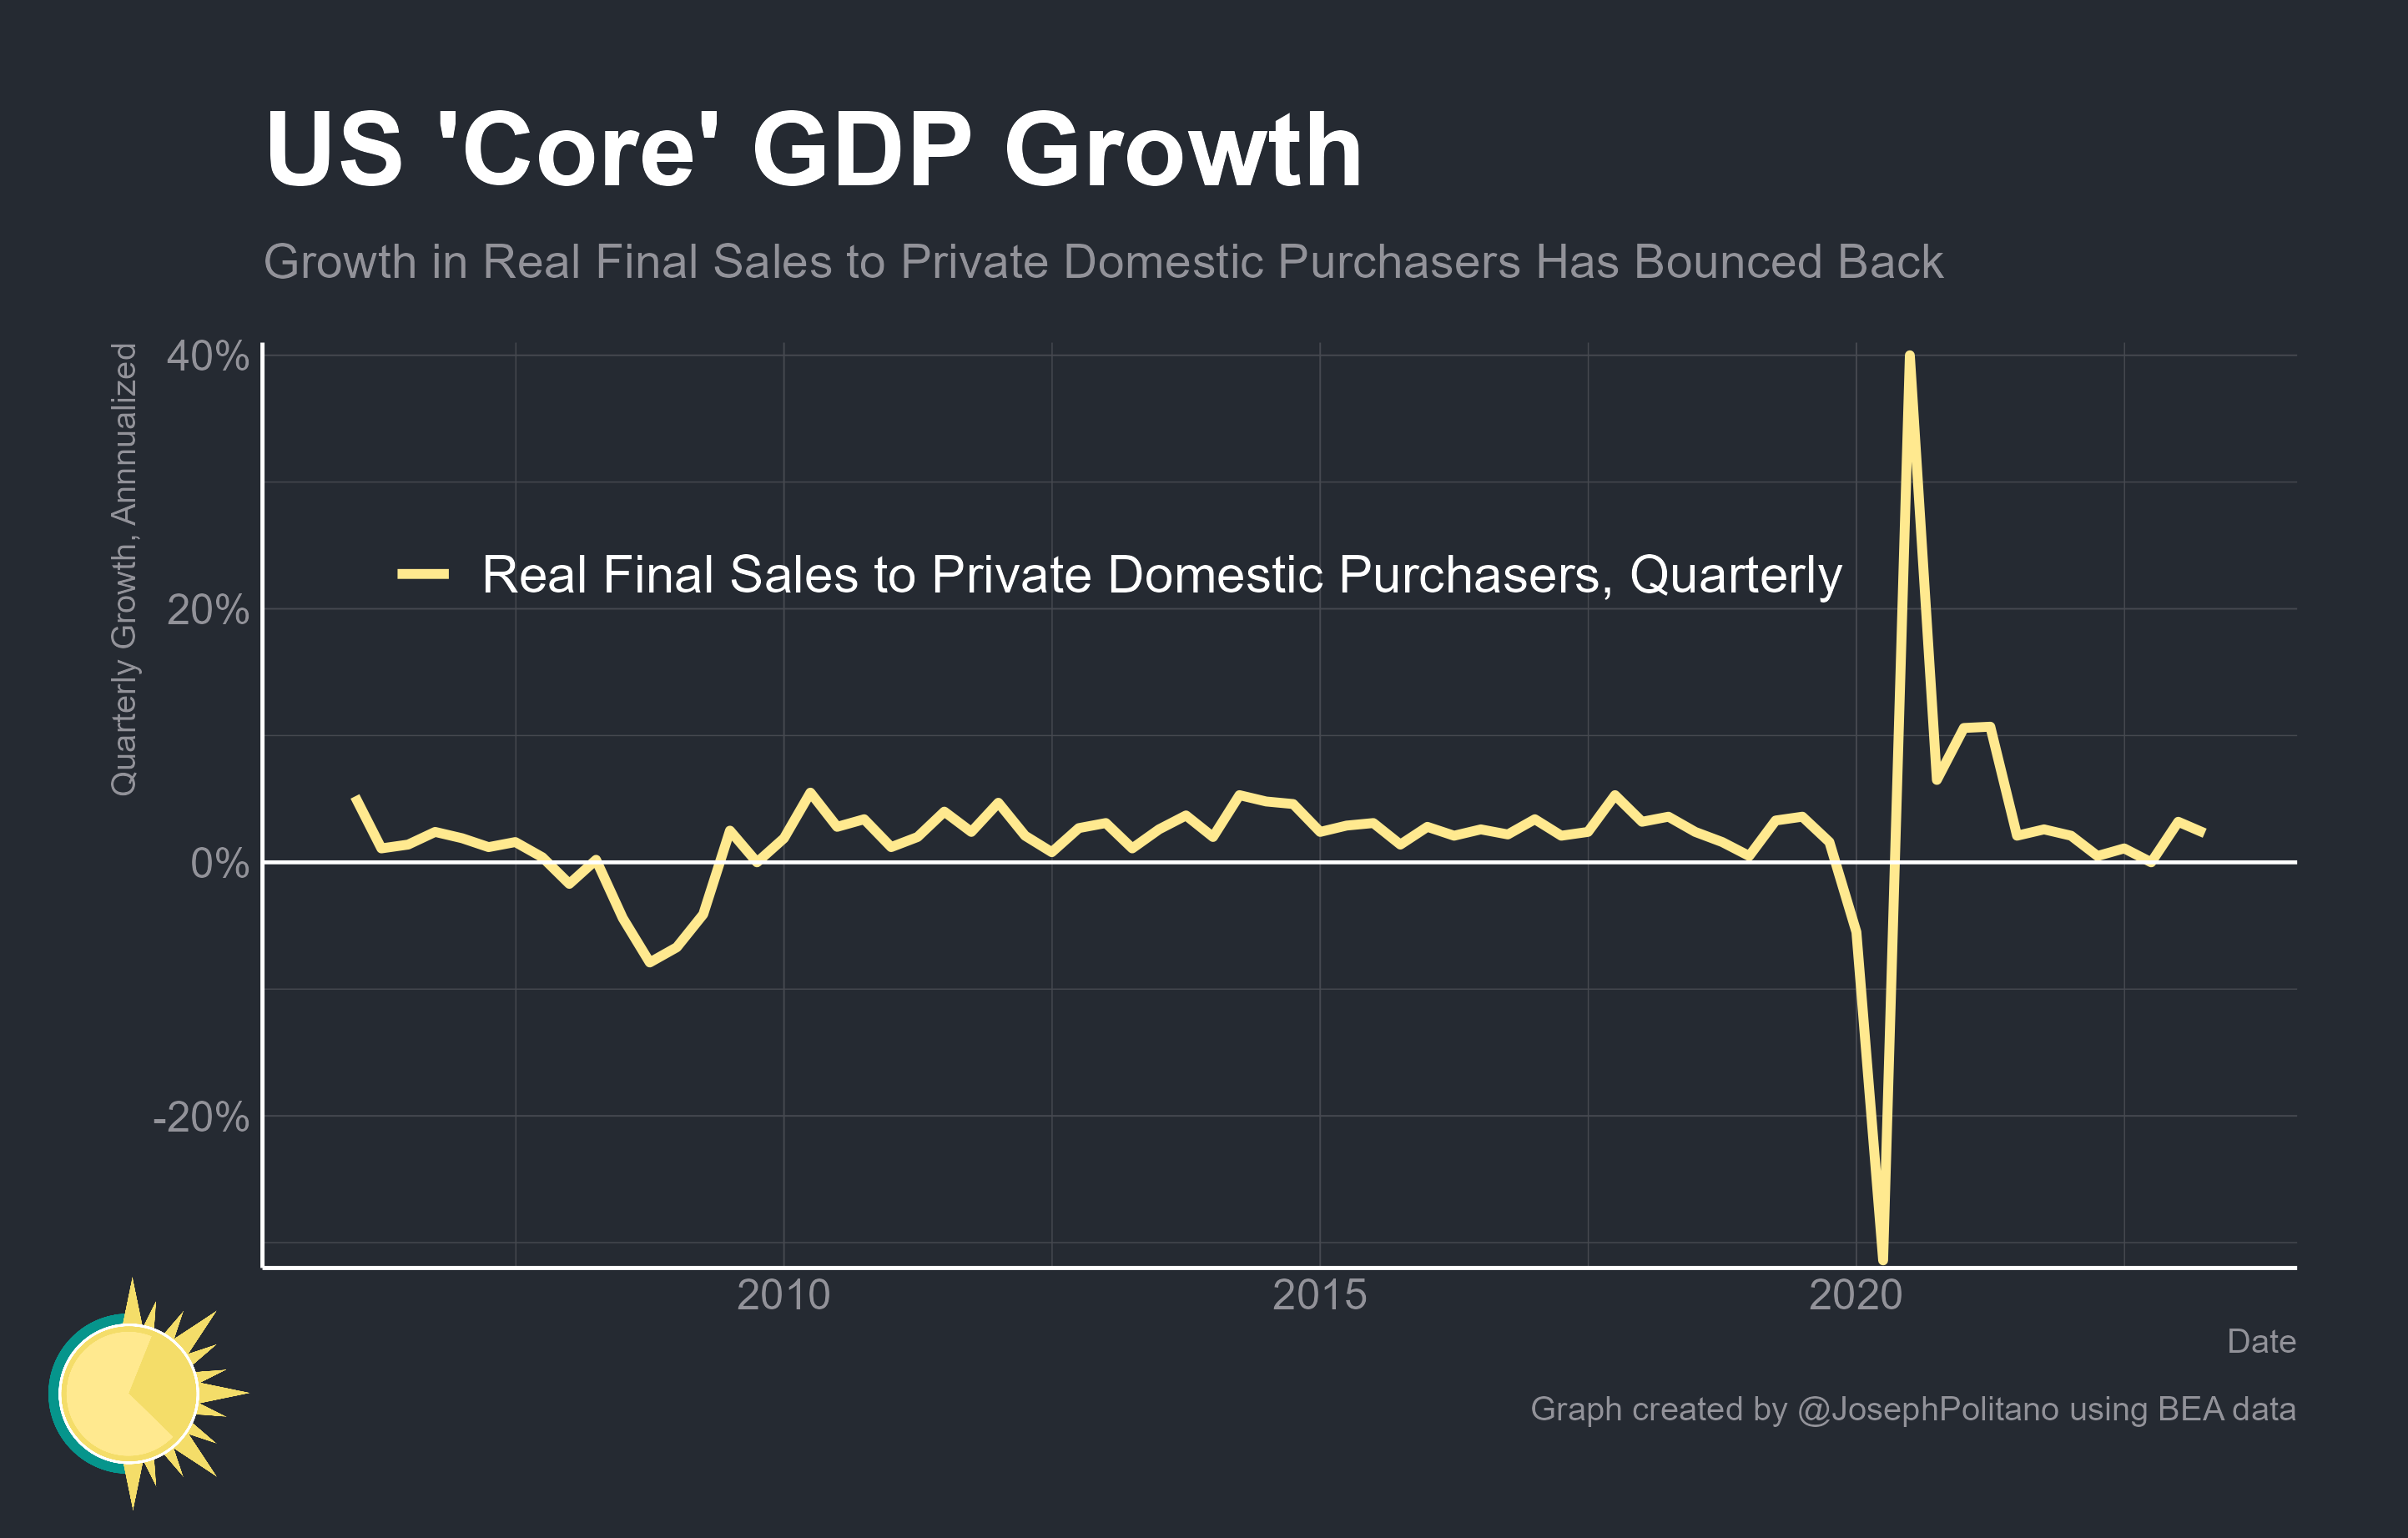 US 'Core' GDP Growth
Growth in Real Final Sales to Private Domestic Purchasers Has Bounced Back
Quarterly Growth, Annnualized
40%
20%
0%
-20%
Real Final Sales to Private Domestic Purchasers, Quarterly
2010
2015
2020
Date
Graph created by @JosephPolitano using BEA data